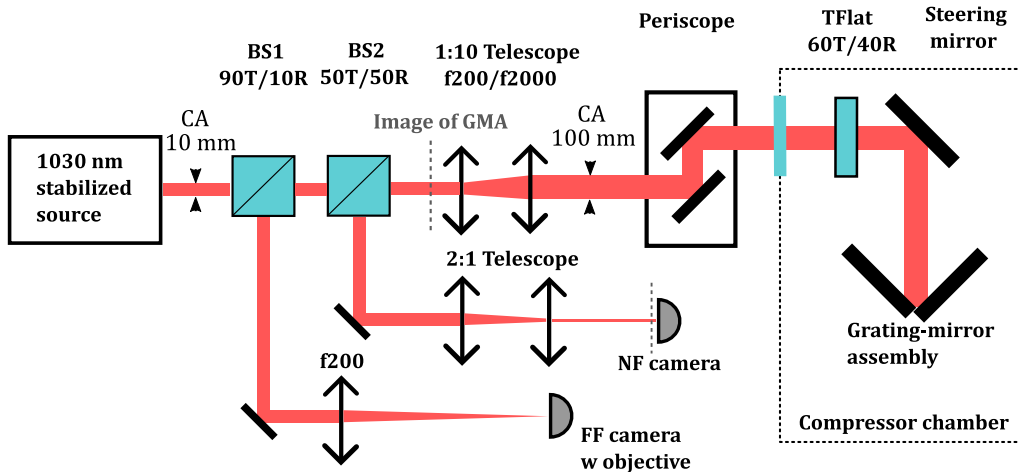 BS1
90T/10R
BS2
50T/50R
1:10 Telescope
f200/f2000
Periscope
TFlat
60T/40R
Steering
mirror
CA
10 mm
Image of GMA
CA
100 mm
1030 nm
stabilized
source
2:1 Telescope
NF camera
Grating-mirror
assembly
f200
FF camera
w objective
Compressor chamber